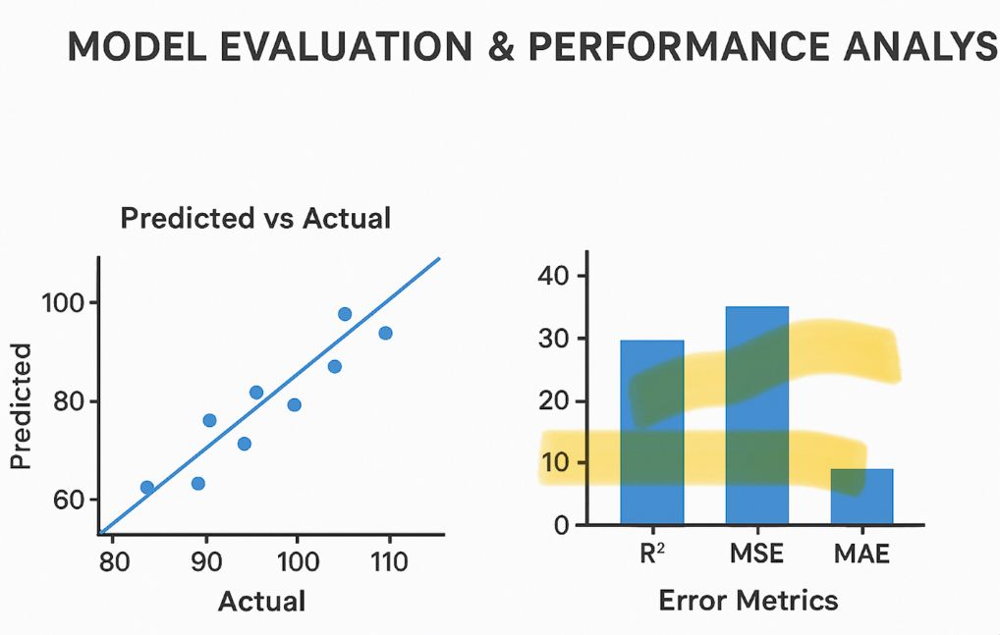 MODEL EVALUATION & PERFORMANCE ANALYS
Predicted vs Actual
Predicted
100
80
60
80 90 100 110
Actual
40
30
20
10
0
R² MSE MAE
Error Metrics